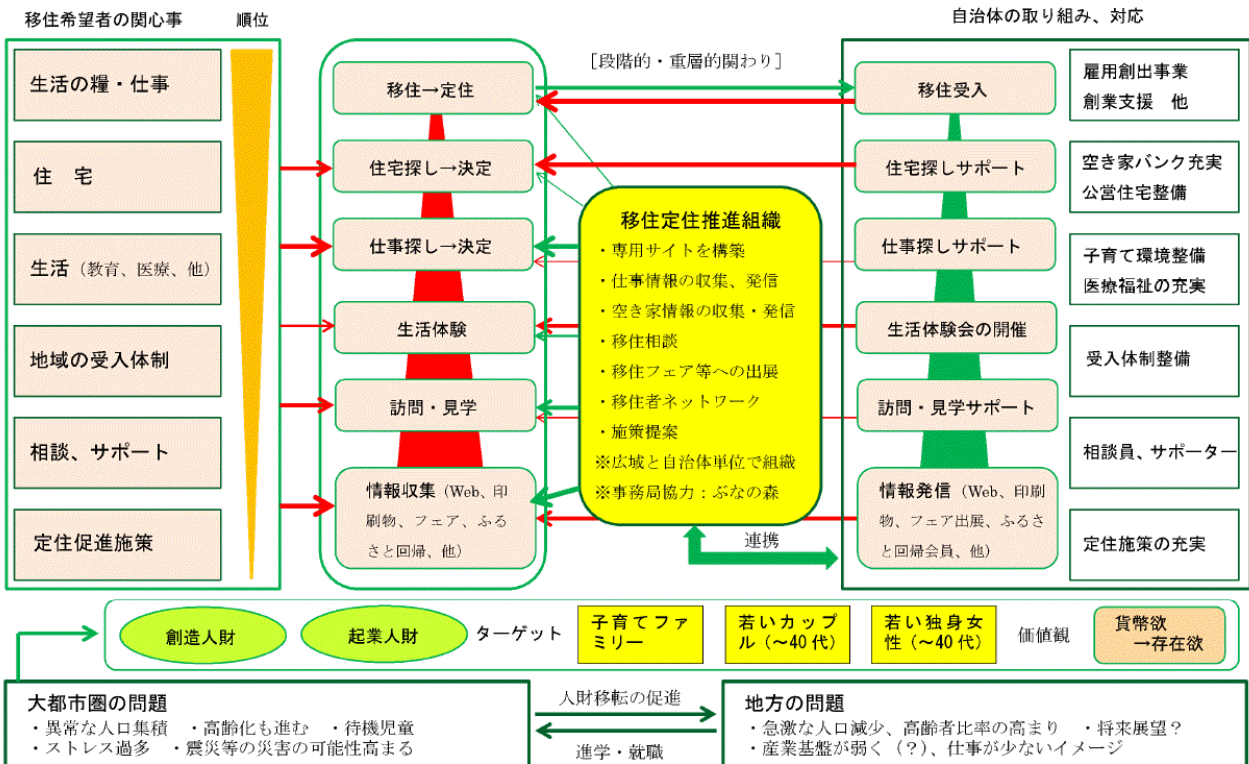 移住希望者の関心事
順位
自治体の取り組み、対応
生活の糧・仕事
住　宅
生活（教育、医療、他）
地域の受入体制
相談、サポート
定住促進施策
移住→定住
住宅探し→決定
仕事探し→決定
生活体験
訪問・見学
情報収集（Web、印
刷物、フェア、ふる
さと回帰、他）
［段階的・重層的関わり］
移住定住推進組織
・専用サイトを構築
・仕事情報の収集、発信
・空き家情報の収集・発信
・移住相談
・移住フェア等への出展
・移住者ネットワーク
・施策提案
※広域と自治体単位で組織
※事務局協力：ぶなの森
連携
移住受入
住宅探しサポート
仕事探しサポート
生活体験会の開催
訪問・見学サポート
情報発信（Web、印刷
物、フェア出展、ふるさ
と回帰会員、他）
雇用創出事業
創業支援　他
空き家バンク充実
公営住宅整備
子育て環境整備
医療福祉の充実
受入体制整備
相談員、サポーター
定住施策の充実
創造人財
起業人財
ターゲット
子育てファ
ミリー
若いカップ
ル（～40代）
若い独身女
性（～40代）
価値観
貨幣欲
→存在欲
大都市圏の問題
・異常な人口集積　・高齢化も進む　・待機児童
・ストレス過多　・震災等の災害の可能性高まる
人財移転の促進
進学・就職
地方の問題
・急激な人口減少、高齢者比率の高まり　・将来展望？
・産業基盤が弱く（？）、仕事が少ないイメージ